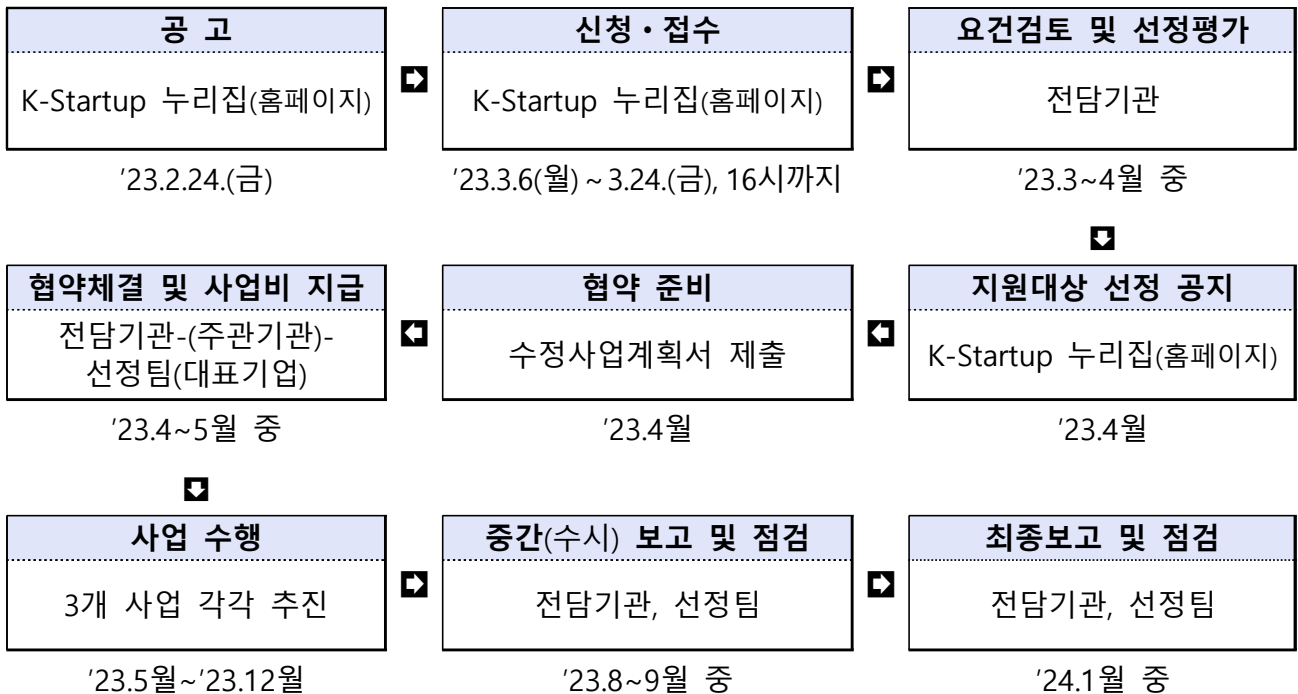 공 고
K-Startup 누리집(홈페이지)
'23.2.24.(금)
신청・접수
K-Startup 누리집(홈페이지)
'23.3.6(월) ~ 3.24.(금), 16시까지
요건검토 및 선정평가
전담기관
'23.3~4월 중
지원대상 선정 공지
K-Startup 누리집(홈페이지)
'23.4월
협약 준비
수정사업계획서 제출
'23.4월
협약체결 및 사업비 지급
전담기관-(주관기관)-
선정팀(대표기업)
'23.4~5월 중
사업 수행
3개 사업 각각 추진
'23.5월~'23.12월
중간(수시) 보고 및 점검
전담기관, 선정팀
'23.8~9월 중
최종보고 및 점검
전담기관, 선정팀
'24.1월 중